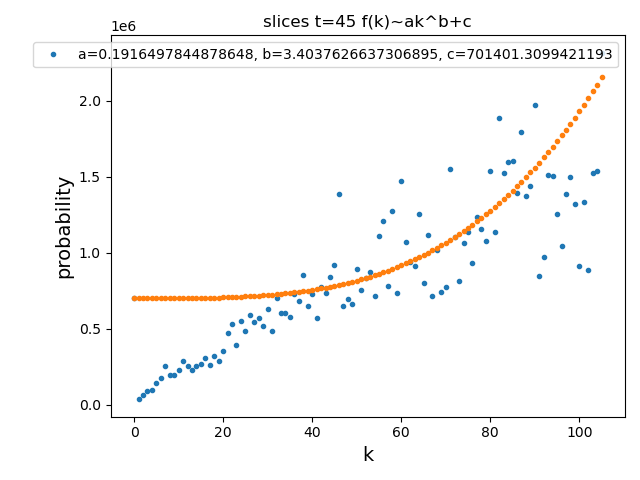 slices t=45 f(k)~ak^b+c
1e6
a=0.1916497844878648, b=3.4037626637306895, c=701401.3099421193
2.0
1.5
1.0
0.5
0.0
probability
0 20 40 60 80 100
k